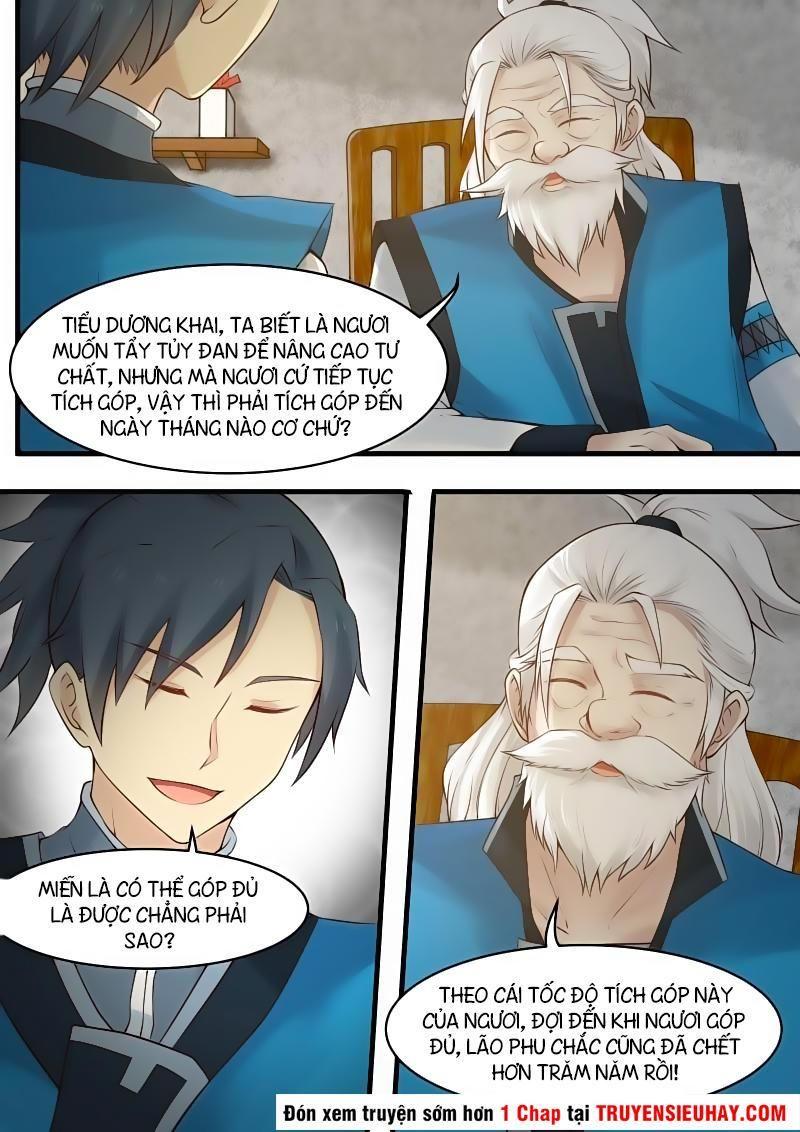 TIỂU DƯƠNG KHAI, TA BIẾT LÀ NGƯƠI
MUỐN TẨY TỦY ĐAN ĐỂ NÂNG CAO TƯ
CHẤT, NHƯNG MÀ NGƯƠI CỨ TIẾP TỤC
TÍCH GÓP, VẬY THÌ PHẢI TÍCH GÓP ĐẾN
NGÀY THÁNG NÀO CƠ CHỨ?
MIỄN LÀ CÓ THỂ GÓP ĐỦ
LÀ ĐƯỢC CHẲNG PHẢI
SAO?
THEO CÁI TỐC ĐỘ TÍCH GÓP NÀY
CỦA NGƯƠI, ĐỢI ĐẾN KHI NGƯƠI GÓP
ĐỦ, LÃO PHU CHẮC CŨNG ĐÃ CHẾT
HƠN TRĂM NĂM RỒI!
Đón xem truyện sớm hơn 1 Chap tại TRUYENSIEUHAY.COM